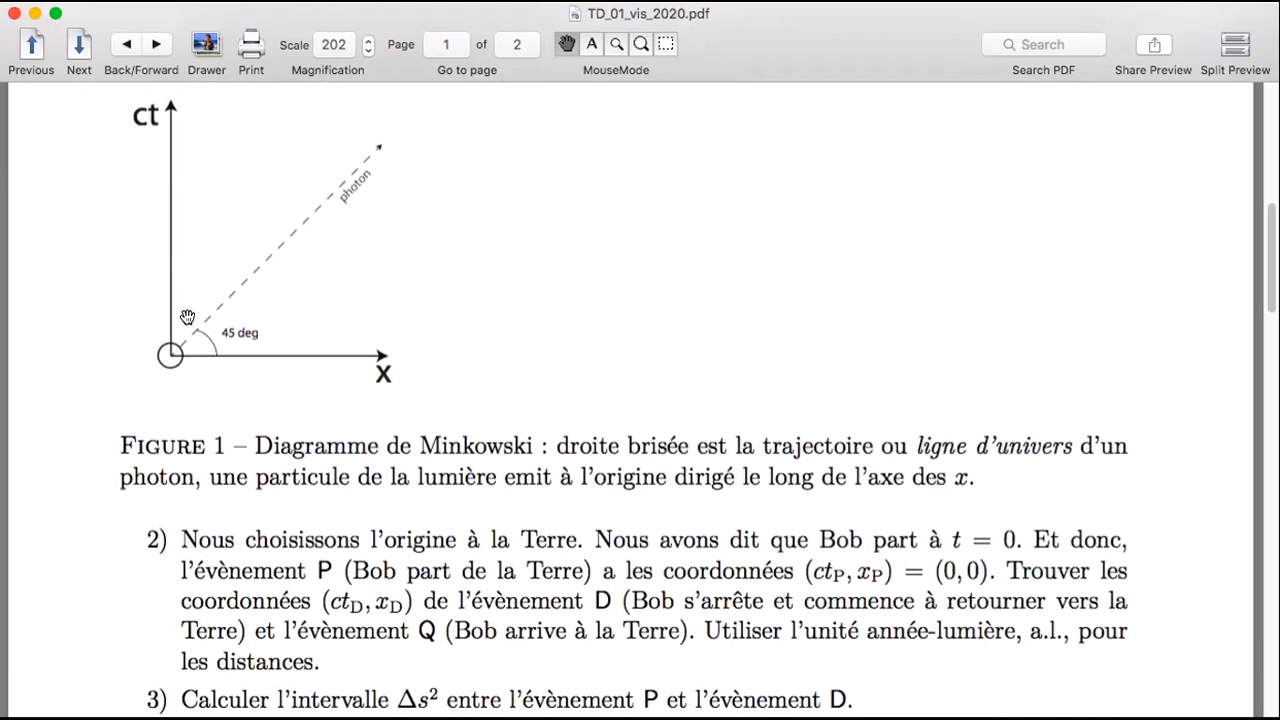 TD_01_vis_2020.pdf
Previous Next Back/Forward Drawer Print Scale 202 Magnification Page 1 of 2 Go to page A MouseMode Search Search PDF Share Preview Split Preview
ct
photon
45 deg
x
FIGURE 1 – Diagramme de Minkowski : droite brisée est la trajectoire ou ligne d'univers d'un
photon, une particule de la lumière emit à l'origine dirigé le long de l'axe des x.
2) Nous choisissons l'origine à la Terre. Nous avons dit que Bob part à t = 0. Et donc,
l'évènement P (Bob part de la Terre) a les coordonnées (ctP, xP) = (0, 0). Trouver les
coordonnées (ctD, xD) de l'évènement D (Bob s'arrête et commence à retourner vers la
Terre) et l'évènement Q (Bob arrive à la Terre). Utiliser l'unité année-lumière, a.l., pour
les distances.
3) Calculer l'intervalle Δs² entre l'évènement P et l'évènement D.